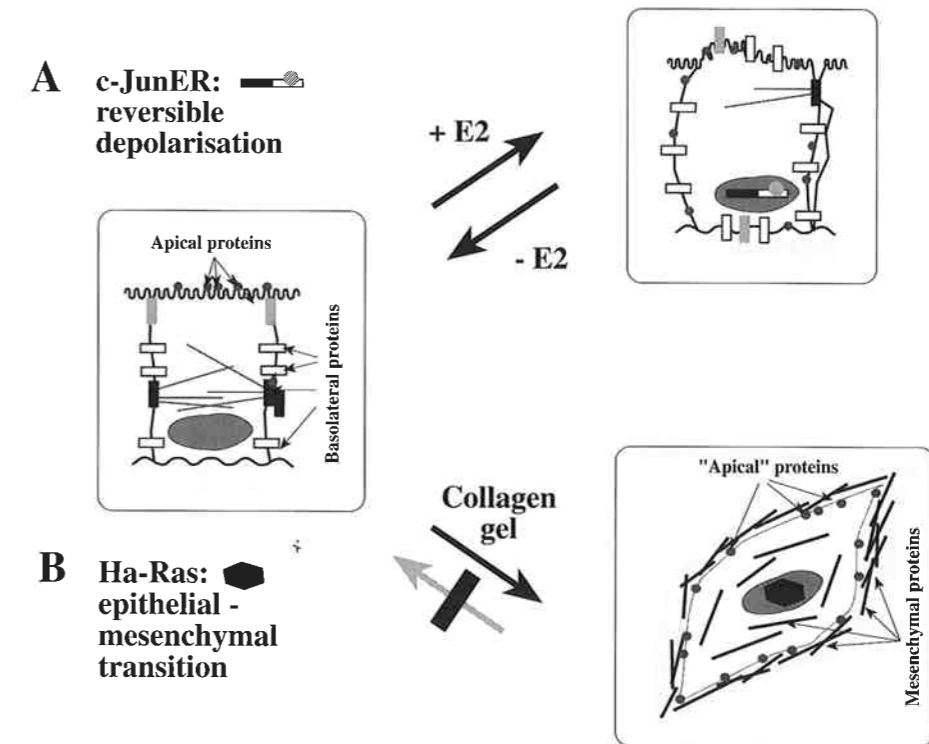 A
c-JunER:
reversible
depolarisation
+ E2
- E2
Apical proteins
Basolateral proteins
B
Ha-Ras:
epithelial -
mesenchymal
transition
Collagen
gel
"Apical" proteins
Mesenchymal proteins